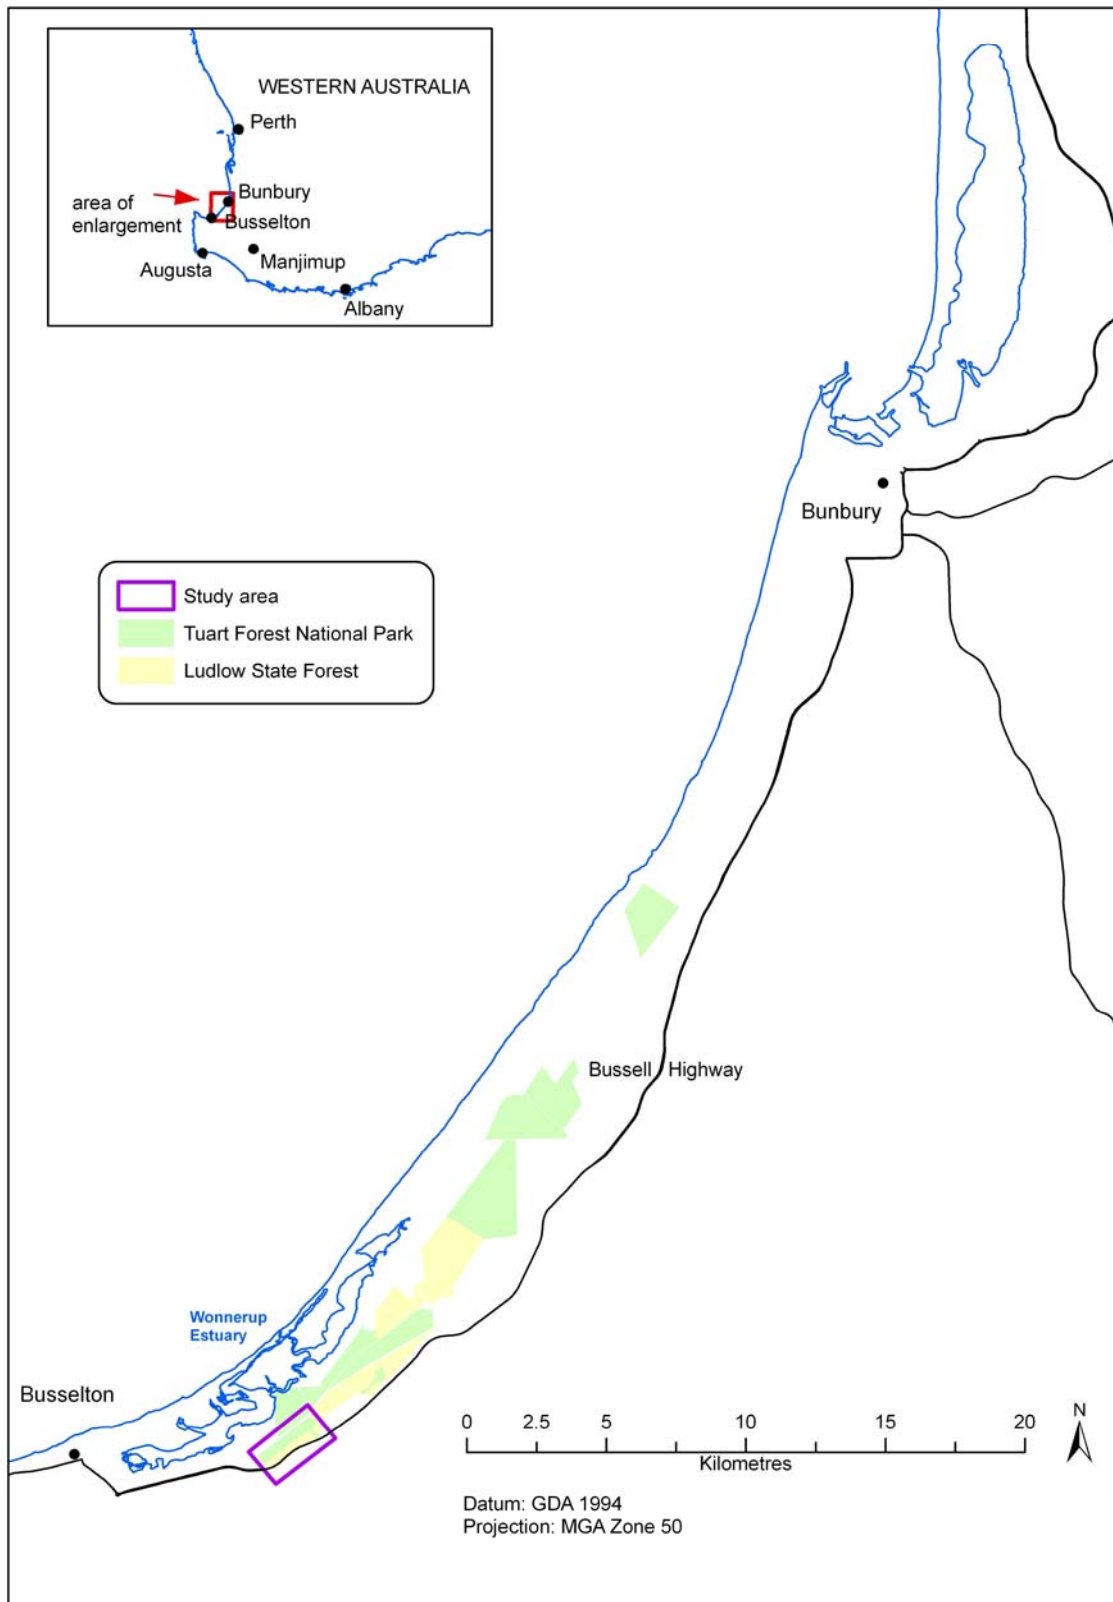 WESTERN AUSTRALIA
Perth
Bunbury
area of
enlargement
Busselton
Augusta
Manjimup
Albany
Bunbury
Study area
Tuart Forest National Park
Ludlow State Forest
Bussell Highway
Wonnerup
Estuary
Busselton
0 2.5 5 10 15 20
Kilometres
N
Datum: GDA 1994
Projection: MGA Zone 50